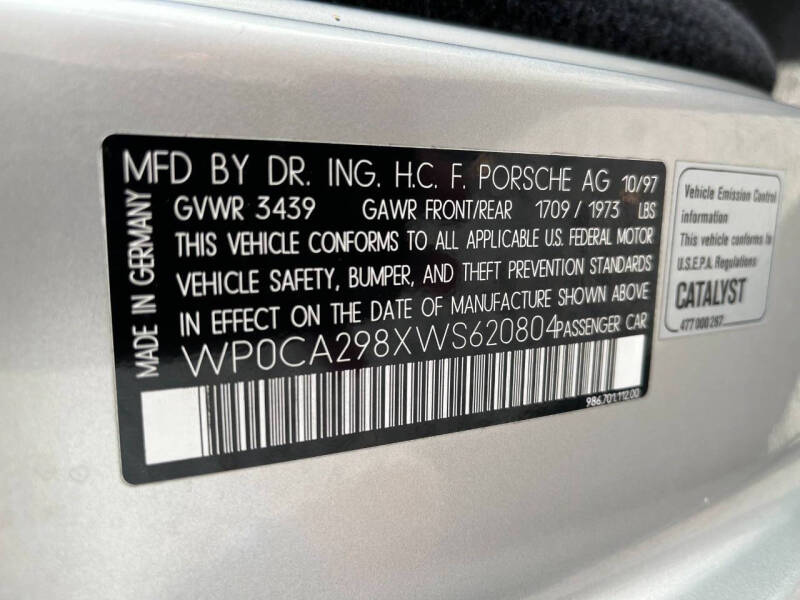 MADE IN GERMANY
MFD BY DR. ING. H.C. F. PORSCHE AG 10/97
GVWR 3439 GAWR FRONT/REAR 1709 / 1973 LBS
THIS VEHICLE CONFORMS TO ALL APPLICABLE U.S. FEDERAL MOTOR
VEHICLE SAFETY, BUMPER, AND THEFT PREVENTION STANDARDS
IN EFFECT ON THE DATE OF MANUFACTURE SHOWN ABOVE
WP0CA298XWS620804 PASSENGER CAR
986.701.112.00
Vehicle Emission Control
information
This vehicle conforms to
U.S.E.P.A. Regulations
CATALYST
477 000 267